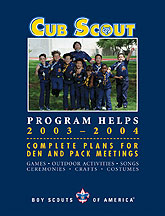 CUB SCOUT
PROGRAM HELPS
2003–2004
COMPLETE PLANS FOR
DEN AND PACK MEETINGS
GAMES • OUTDOOR ACTIVITIES • SONGS
CEREMONIES • CRAFTS • COSTUMES
BOY SCOUTS OF AMERICA®